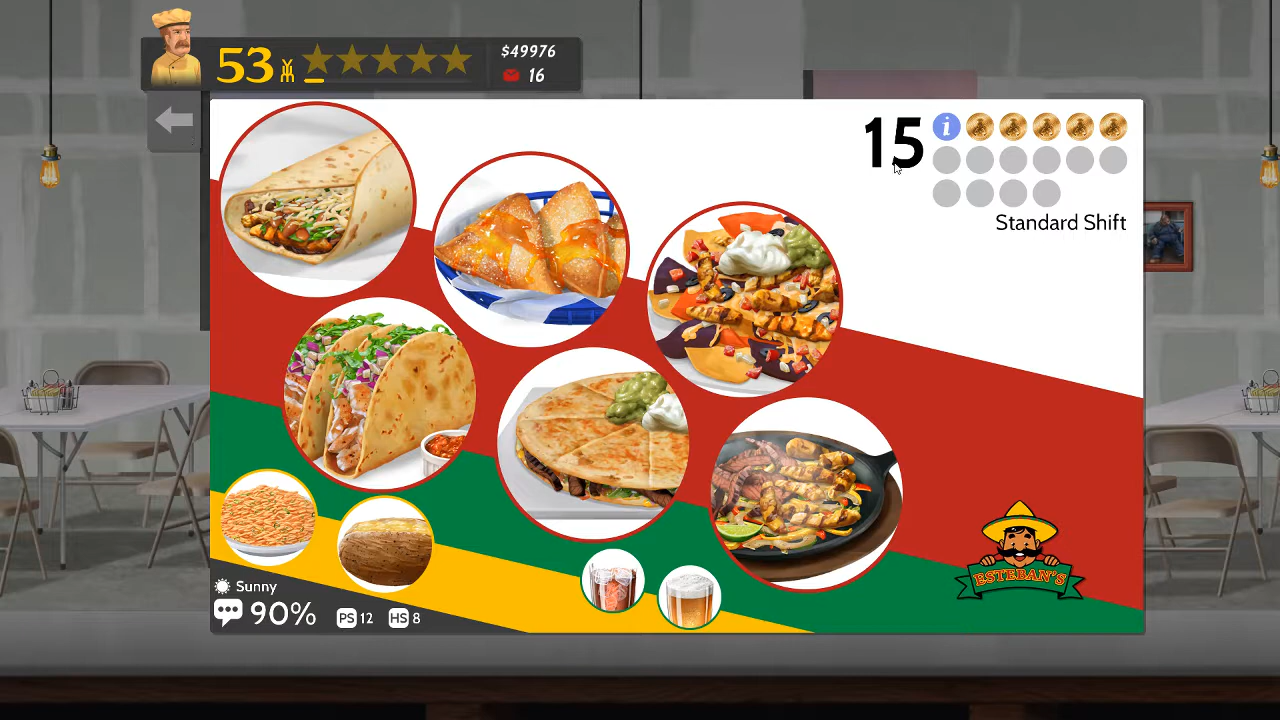 53
$49976
16
15
i
Standard Shift
ESTEBAN'S
Sunny
90% PS 12 HS 8